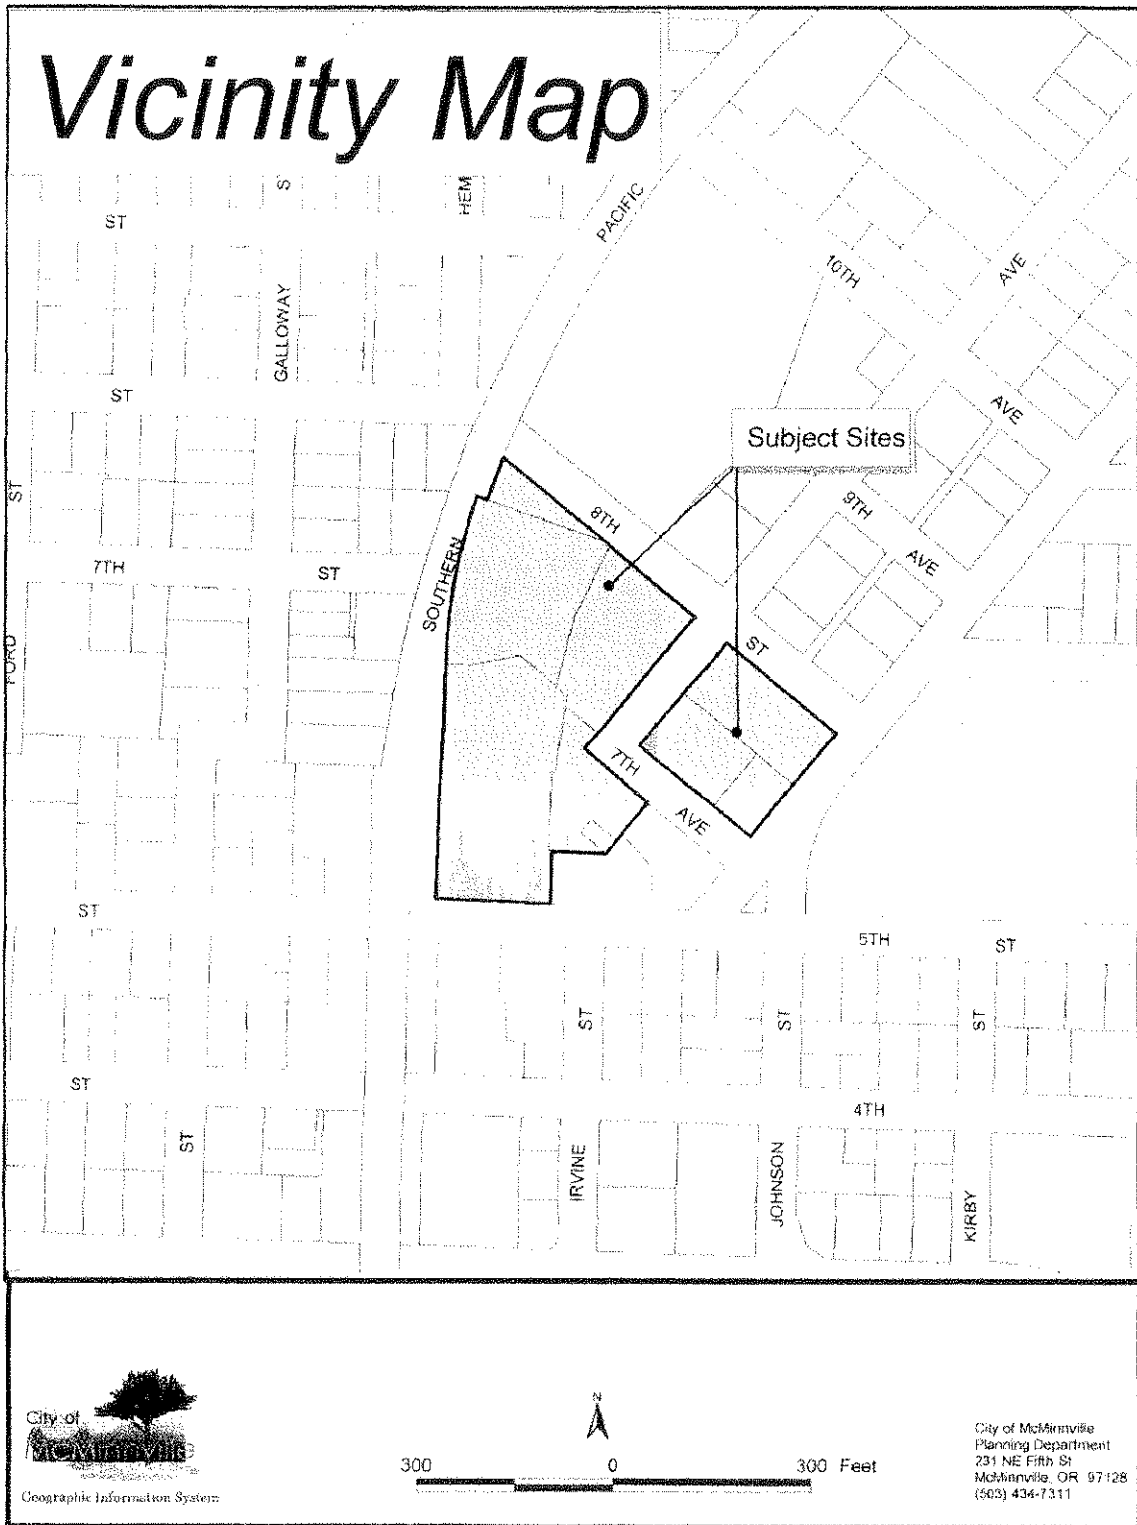 Vicinity Map
S
HEM
ST
PACIFIC
10TH
AVE
GALLOWAY
ST
AVE
Subject Sites
ST
8TH
9TH
AVE
SOUTHERN
7TH
ST
FORD
ST
7TH
AVE
ST
5TH
ST
ST
ST
ST
ST
4TH
ST
IRVINE
JOHNSON
KIRBY
City of
McMinnville
Geographic Information System
N
300 0 300 Feet
City of McMinnville
Planning Department
231 NE Fifth St
McMinnville, OR 97128
(503) 434-7311